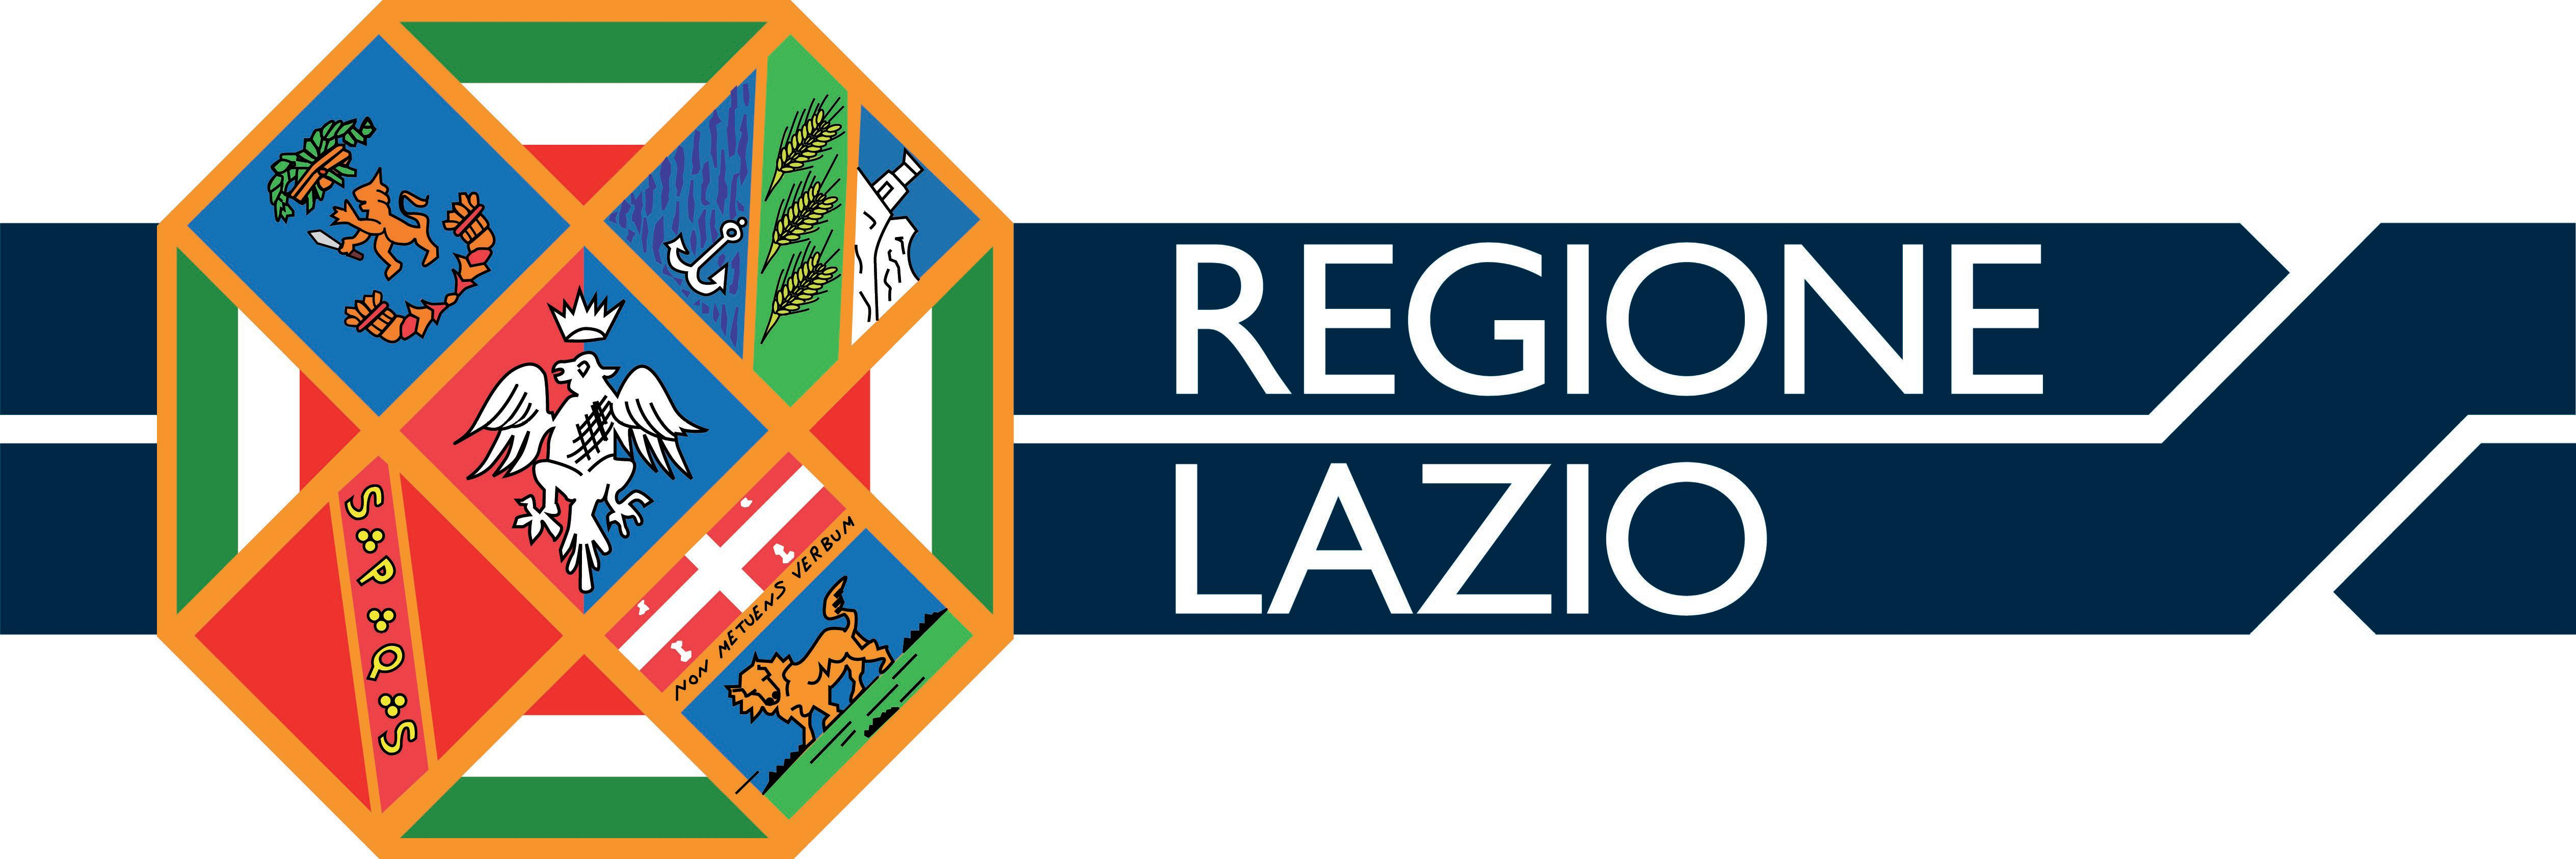 S P Q S
NON METUENS VERBUM
REGIONE
LAZIO